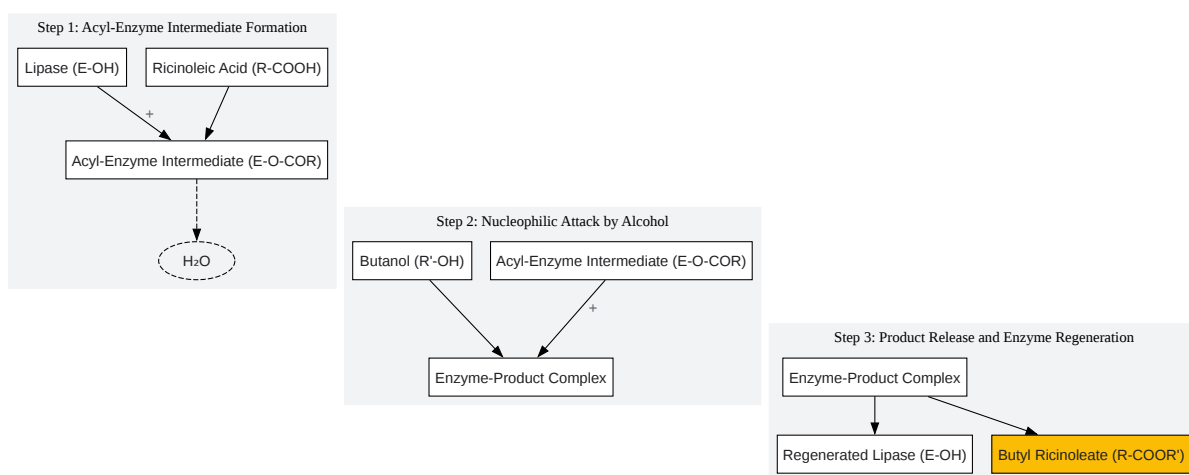 Step 1: Acyl-Enzyme Intermediate Formation
Lipase (E-OH)
Ricinoleic Acid (R-COOH)
+
Acyl-Enzyme Intermediate (E-O-COR)
H₂O
Step 2: Nucleophilic Attack by Alcohol
Butanol (R'-OH)
Acyl-Enzyme Intermediate (E-O-COR)
+
Enzyme-Product Complex
Step 3: Product Release and Enzyme Regeneration
Enzyme-Product Complex
Regenerated Lipase (E-OH)
Butyl Ricinoleate (R-COOR')